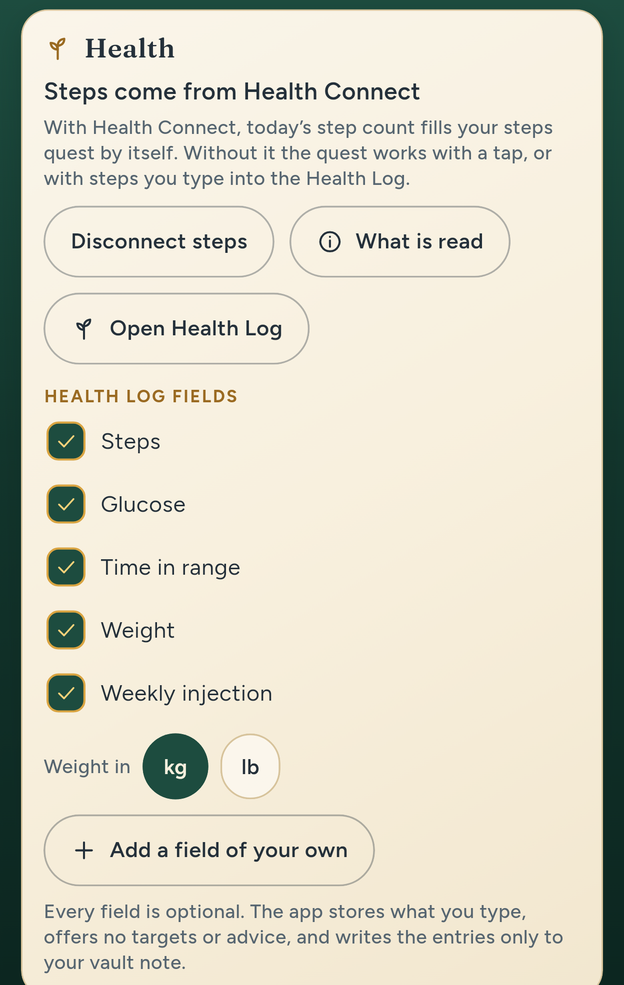 Health
Steps come from Health Connect
With Health Connect, today’s step count fills your steps
quest by itself. Without it the quest works with a tap, or
with steps you type into the Health Log.
Disconnect steps
What is read
Open Health Log
HEALTH LOG FIELDS
Steps
Glucose
Time in range
Weight
Weekly injection
Weight in kg lb
Add a field of your own
Every field is optional. The app stores what you type,
offers no targets or advice, and writes the entries only to
your vault note.